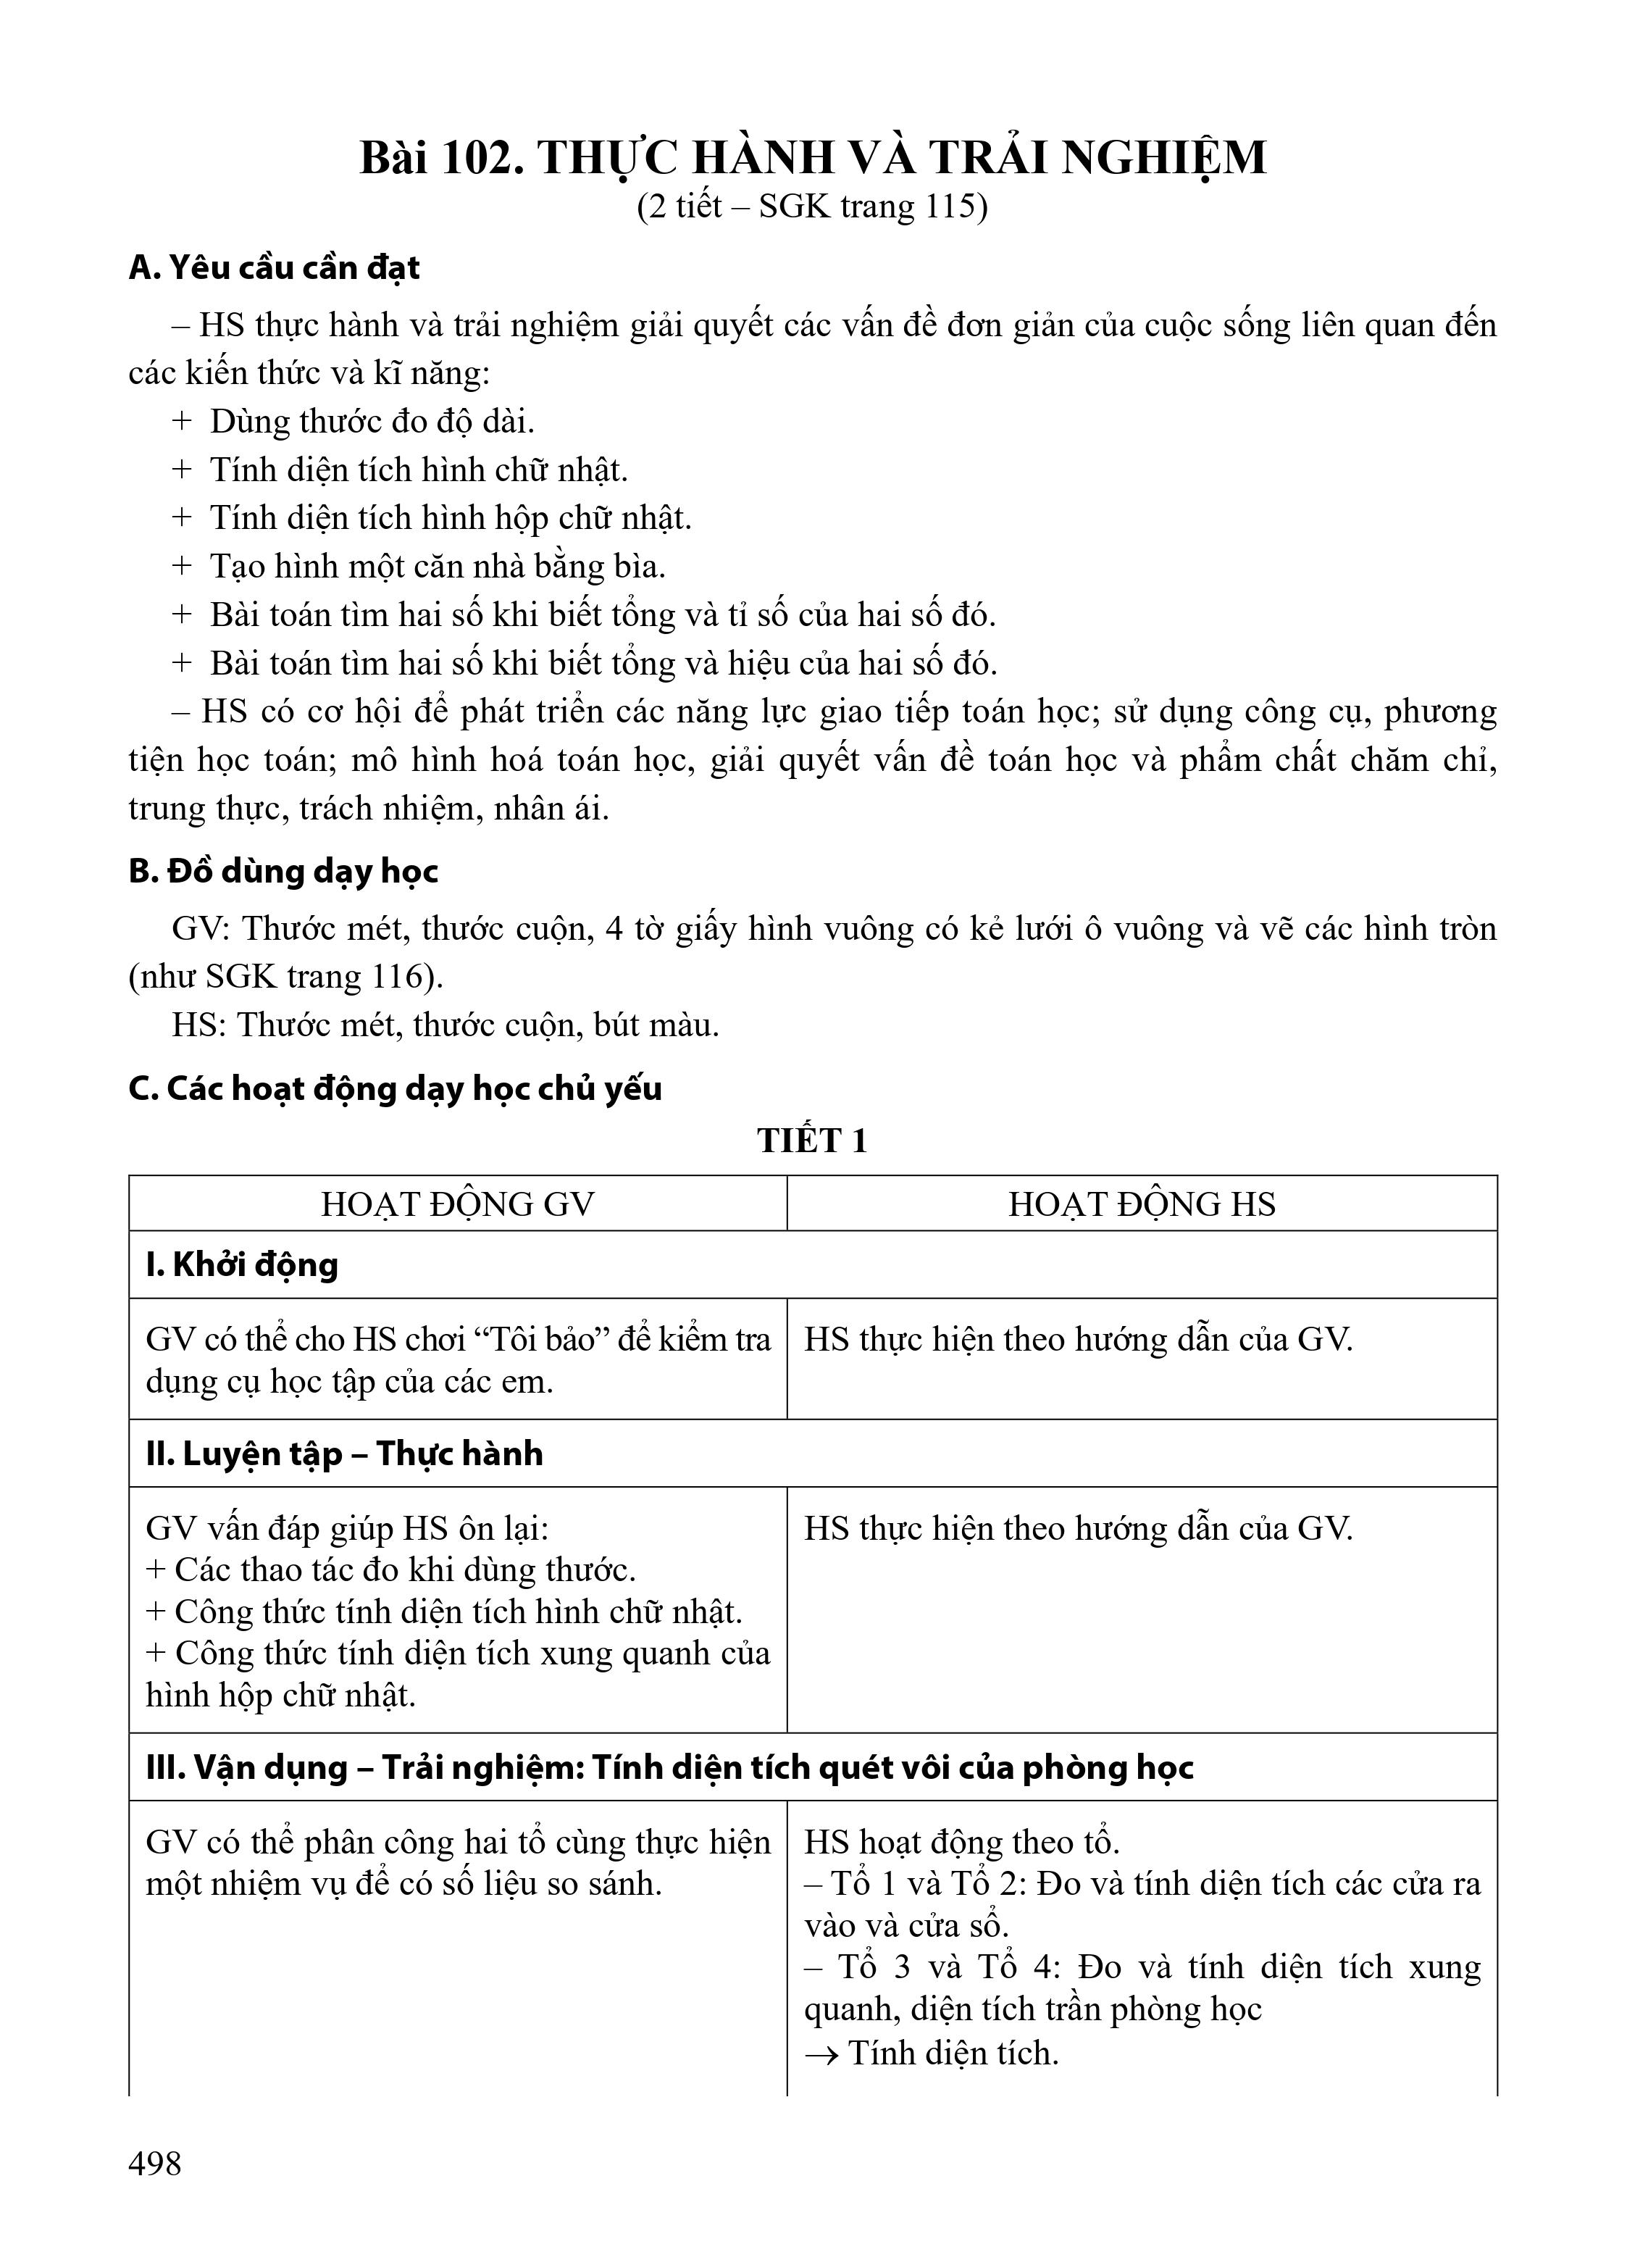 Bài 102. THỰC HÀNH VÀ TRẢI NGHIỆM
(2 tiết – SGK trang 115)
A. Yêu cầu cần đạt
– HS thực hành và trải nghiệm giải quyết các vấn đề đơn giản của cuộc sống liên quan đến
các kiến thức và kĩ năng:
+ Dùng thước đo độ dài.
+ Tính diện tích hình chữ nhật.
+ Tính diện tích hình hộp chữ nhật.
+ Tạo hình một căn nhà bằng bìa.
+ Bài toán tìm hai số khi biết tổng và tỉ số của hai số đó.
+ Bài toán tìm hai số khi biết tổng và hiệu của hai số đó.
– HS có cơ hội để phát triển các năng lực giao tiếp toán học; sử dụng công cụ, phương
tiện học toán; mô hình hoá toán học, giải quyết vấn đề toán học và phẩm chất chăm chỉ,
trung thực, trách nhiệm, nhân ái.
B. Đồ dùng dạy học
GV: Thước mét, thước cuộn, 4 tờ giấy hình vuông có kẻ lưới ô vuông và vẽ các hình tròn
(như SGK trang 116).
HS: Thước mét, thước cuộn, bút màu.
C. Các hoạt động dạy học chủ yếu
TIẾT 1
HOẠT ĐỘNG GV
HOẠT ĐỘNG HS
I. Khởi động
GV có thể cho HS chơi “Tôi bảo” để kiểm tra
dụng cụ học tập của các em.
HS thực hiện theo hướng dẫn của GV.
II. Luyện tập – Thực hành
GV vấn đáp giúp HS ôn lại:
+ Các thao tác đo khi dùng thước.
+ Công thức tính diện tích hình chữ nhật.
+ Công thức tính diện tích xung quanh của
hình hộp chữ nhật.
HS thực hiện theo hướng dẫn của GV.
III. Vận dụng – Trải nghiệm: Tính diện tích quét vôi của phòng học
GV có thể phân công hai tổ cùng thực hiện
một nhiệm vụ để có số liệu so sánh.
HS hoạt động theo tổ.
– Tổ 1 và Tổ 2: Đo và tính diện tích các cửa ra
vào và cửa sổ.
– Tổ 3 và Tổ 4: Đo và tính diện tích xung
quanh, diện tích trần phòng học
→ Tính diện tích.
498